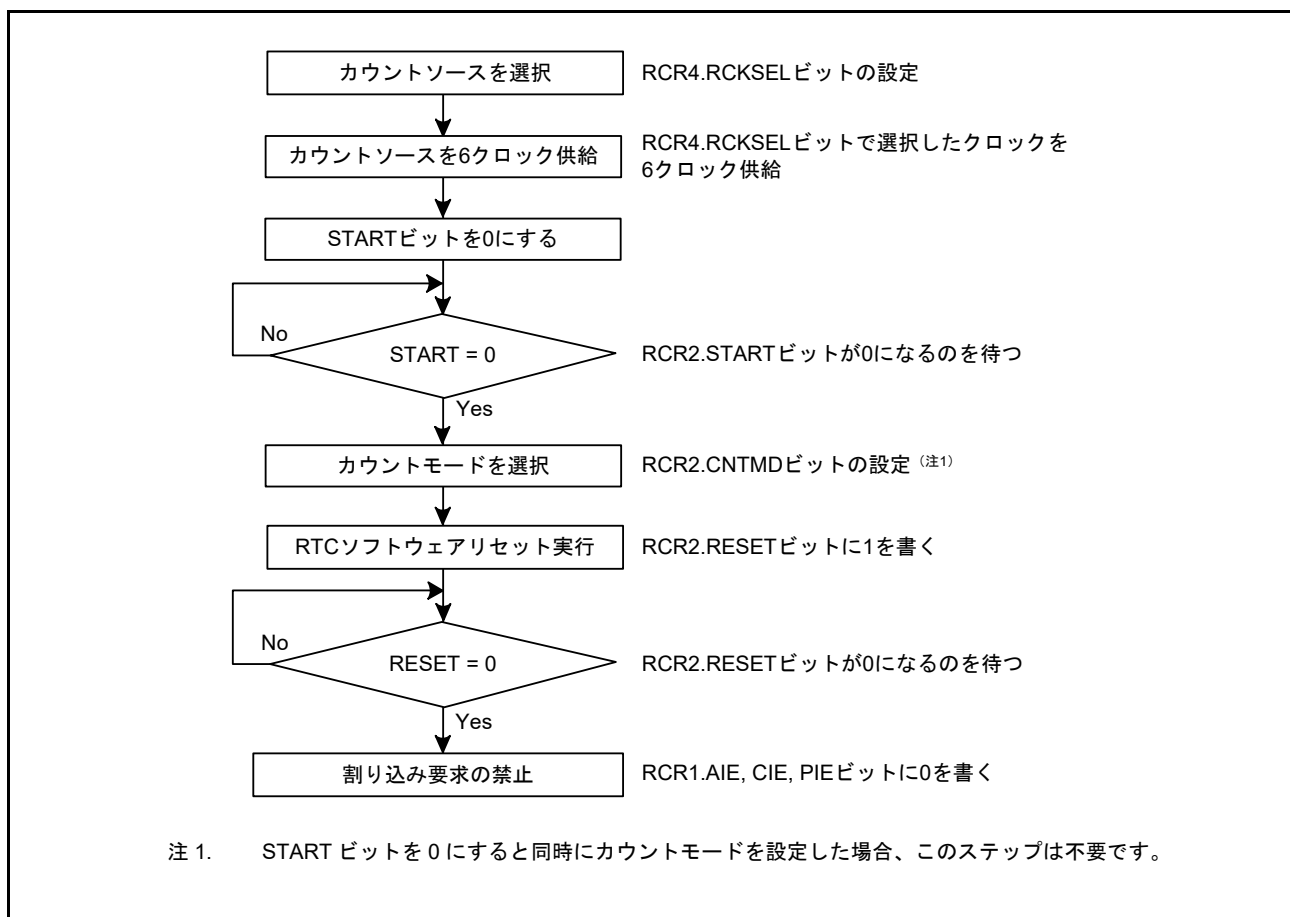 カウントソースを選択
RCR4.RCKSELビットの設定
カウントソースを6クロック供給
RCR4.RCKSELビットで選択したクロックを
6クロック供給
STARTビットを0にする
No
START = 0
RCR2.STARTビットが0になるのを待つ
Yes
カウントモードを選択
RCR2.CNTMDビットの設定 (注1)
RTCソフトウェアリセット実行
RCR2.RESETビットに1を書く
No
RESET = 0
RCR2.RESETビットが0になるのを待つ
Yes
割り込み要求の禁止
RCR1.AIE, CIE, PIEビットに0を書く
注 1. START ビットを 0 にすると同時にカウントモードを設定した場合、このステップは不要です。